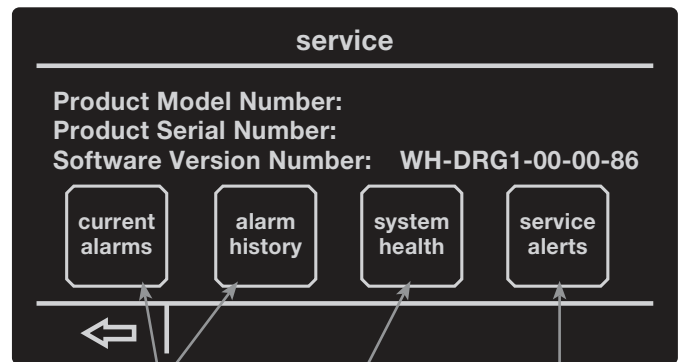 service
Product Model Number:
Product Serial Number:
Software Version Number: WH-DRG1-00-00-86
current
alarms
alarm
history
system
health
service
alerts